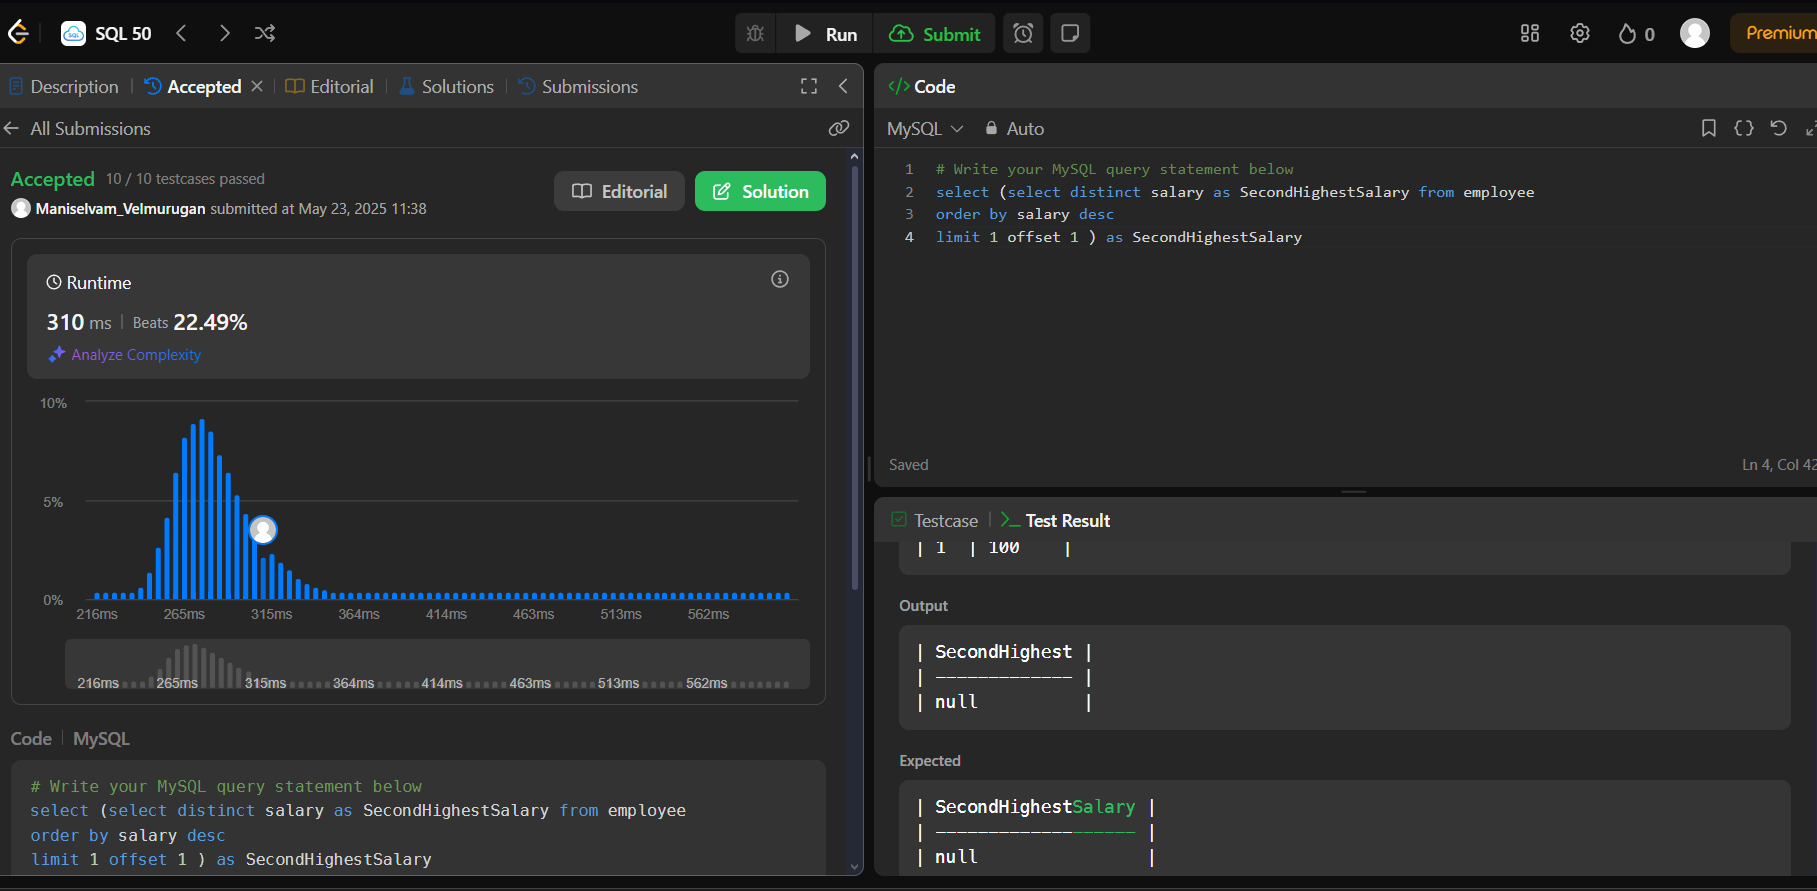 SQL 50
Run
Submit
0
Premium
Description
Accepted
Editorial
Solutions
Submissions
All Submissions
Accepted 10 / 10 testcases passed
Maniselvam_Velmurugan submitted at May 23, 2025 11:38
Editorial
Solution
Runtime
310 ms | Beats 22.49%
Analyze Complexity
10%
5%
0%
216ms 265ms 315ms 364ms 414ms 463ms 513ms 562ms
216ms 265ms 315ms 364ms 414ms 463ms 513ms 562ms
Code | MySQL
# Write your MySQL query statement below
select (select distinct salary as SecondHighestSalary from employee
order by salary desc
limit 1 offset 1 ) as SecondHighestSalary
</> Code
MySQL
Auto
1 # Write your MySQL query statement below
2 select (select distinct salary as SecondHighestSalary from employee
3 order by salary desc
4 limit 1 offset 1 ) as SecondHighestSalary
Saved
Ln 4, Col 42
Testcase
>_ Test Result
| 1 | 100 |
Output
| SecondHighest |
| ------------- |
| null |
Expected
| SecondHighestSalary |
| ------------------- |
| null |